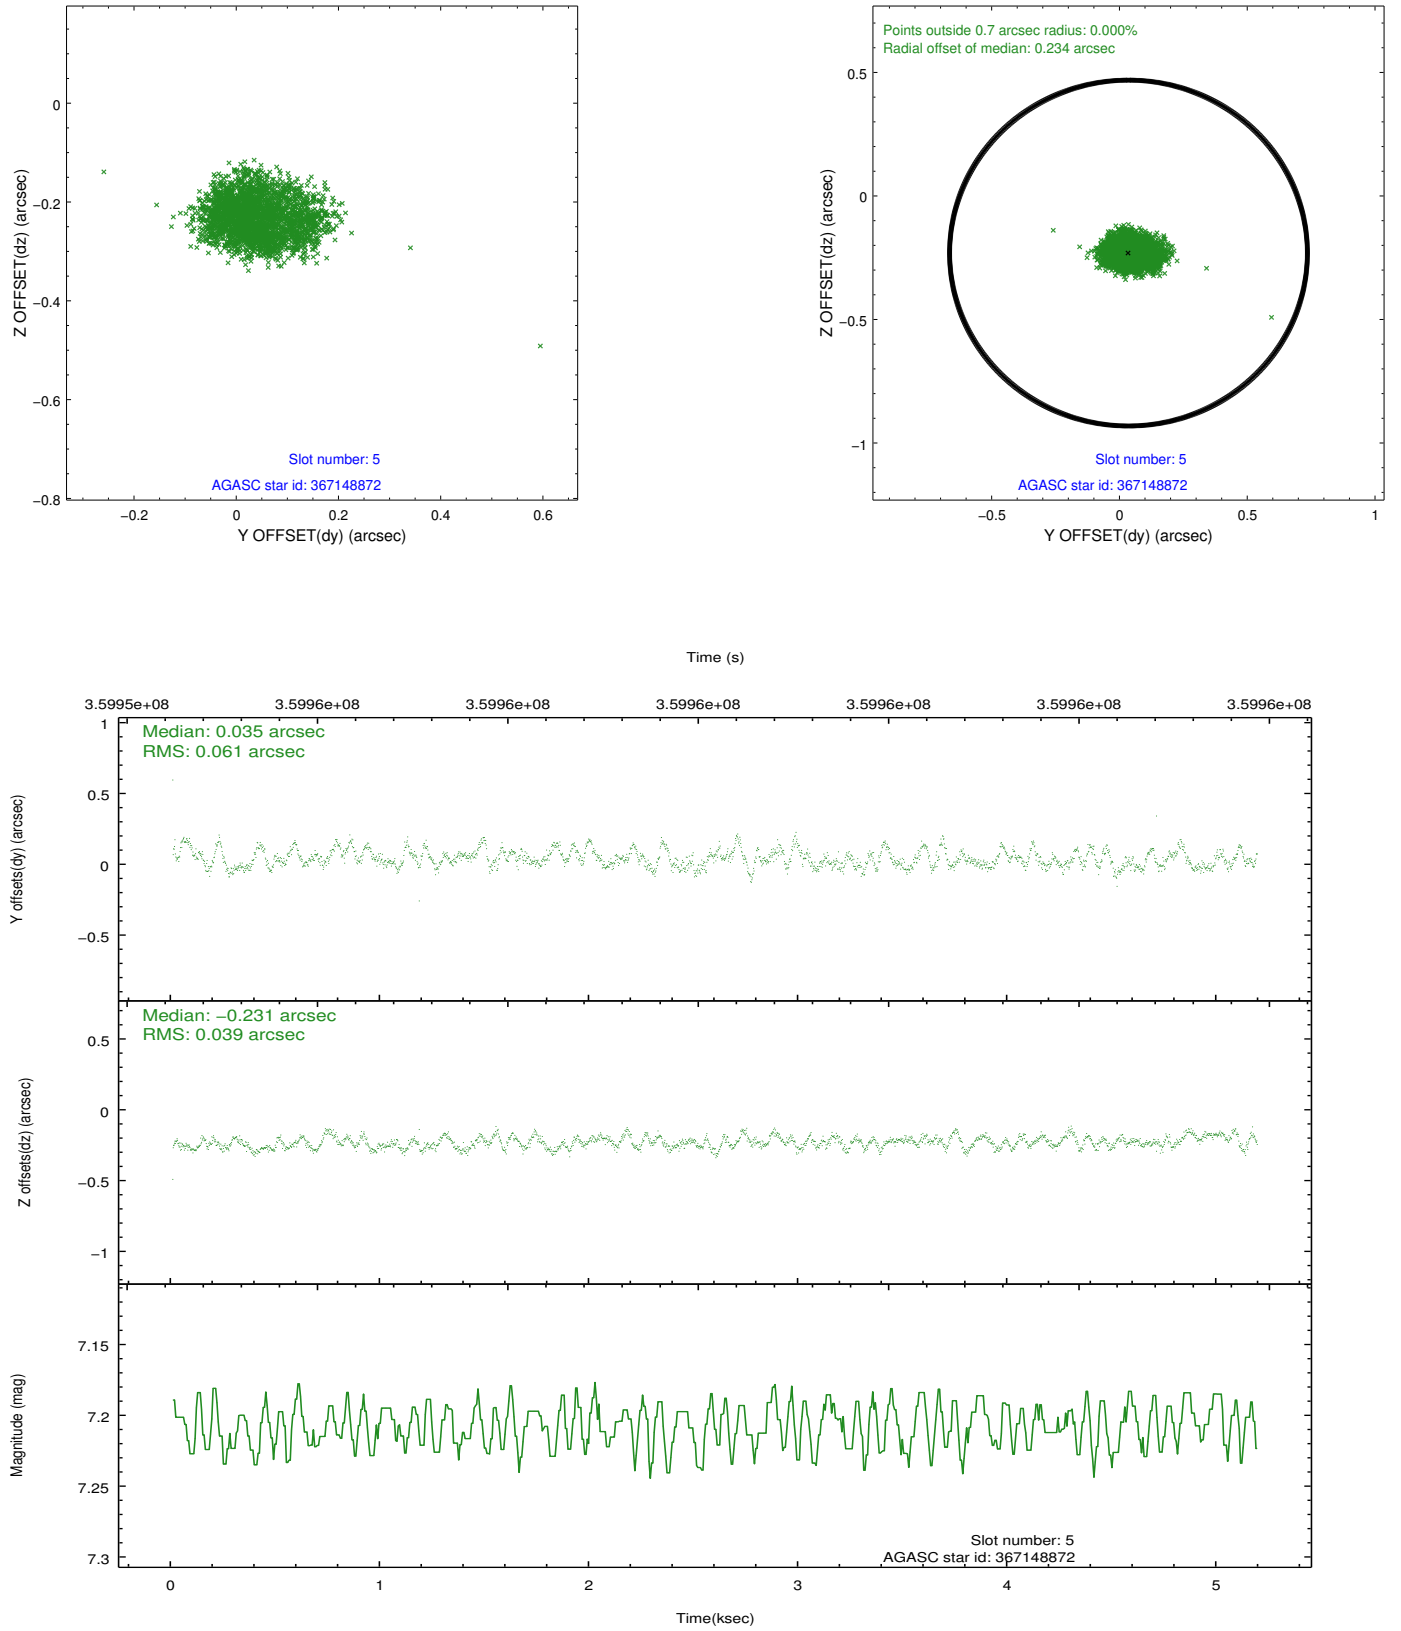 0
−0.2
−0.4
−0.6
−0.8
Z OFFSET(dz) (arcsec)
Slot number: 5
AGASC star id: 367148872
−0.2 0 0.2 0.4 0.6
Y OFFSET(dy) (arcsec)
Points outside 0.7 arcsec radius: 0.000%
Radial offset of median: 0.234 arcsec
0.5
0
−0.5
−1
Z OFFSET(dz) (arcsec)
Slot number: 5
AGASC star id: 367148872
−0.5 0 0.5 1
Y OFFSET(dy) (arcsec)
Time (s)
3.5995e+08 3.5996e+08 3.5996e+08 3.5996e+08 3.5996e+08 3.5996e+08 3.5996e+08
Median: 0.035 arcsec
RMS: 0.061 arcsec
1
0.5
0
−0.5
Y offsets(dy) (arcsec)
Median: −0.231 arcsec
RMS: 0.039 arcsec
0.5
0
−0.5
−1
Z offsets(dz) (arcsec)
7.15
7.2
7.25
7.3
Magnitude (mag)
Slot number: 5
AGASC star id: 367148872
0 1 2 3 4 5
Time(ksec)